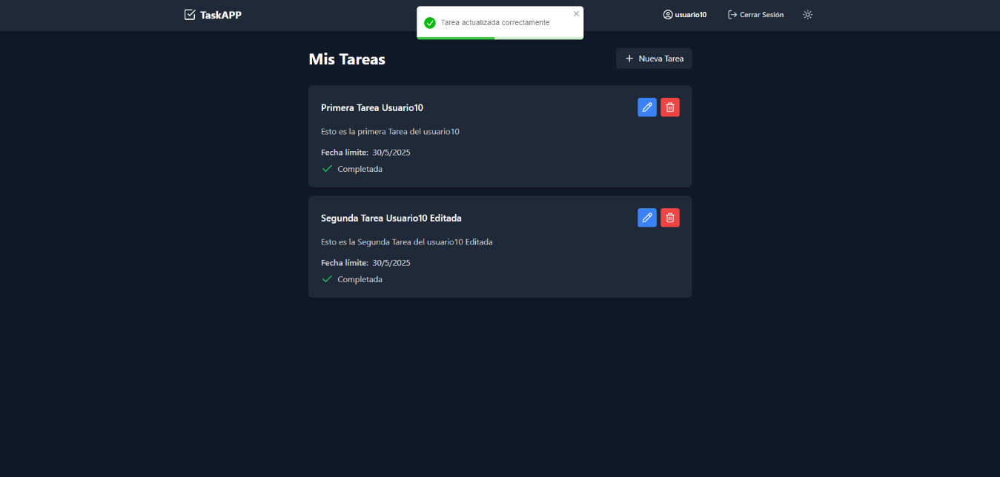 TaskAPP
Tarea actualizada correctamente
usuario10
Cerrar Sesión
Mis Tareas
Nueva Tarea
Primera Tarea Usuario10
Esto es la primera Tarea del usuario10
Fecha límite: 30/5/2025
Completada
Segunda Tarea Usuario10 Editada
Esto es la Segunda Tarea del usuario10 Editada
Fecha límite: 30/5/2025
Completada